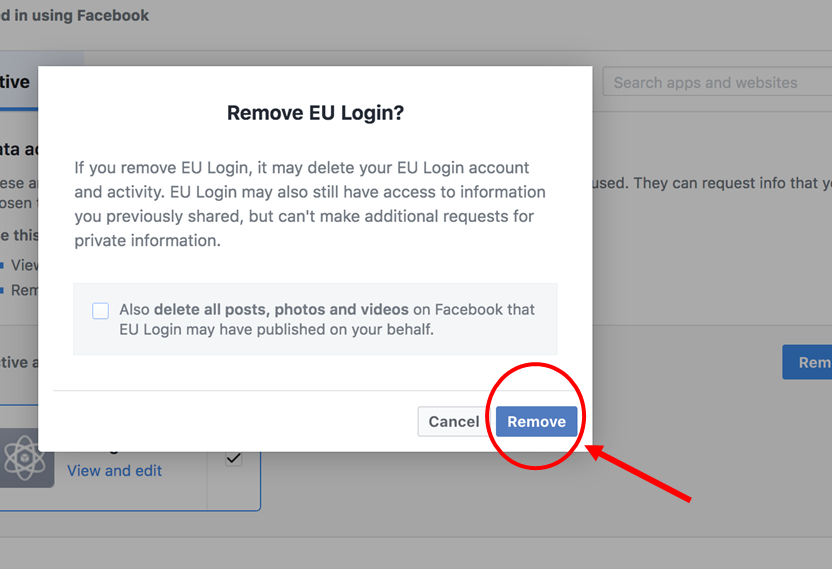 d in using Facebook
tive
Search apps and websites
Remove EU Login?
ata ac
If you remove EU Login, it may delete your EU Login account
and activity. EU Login may also still have access to information
you previously shared, but can't make additional requests for
private information.
ese a
used. They can request info that yo
osen t
e this
View
Rem
Also delete all posts, photos and videos on Facebook that
EU Login may have published on your behalf.
ctive a
Rem
Cancel
Remove
View and edit